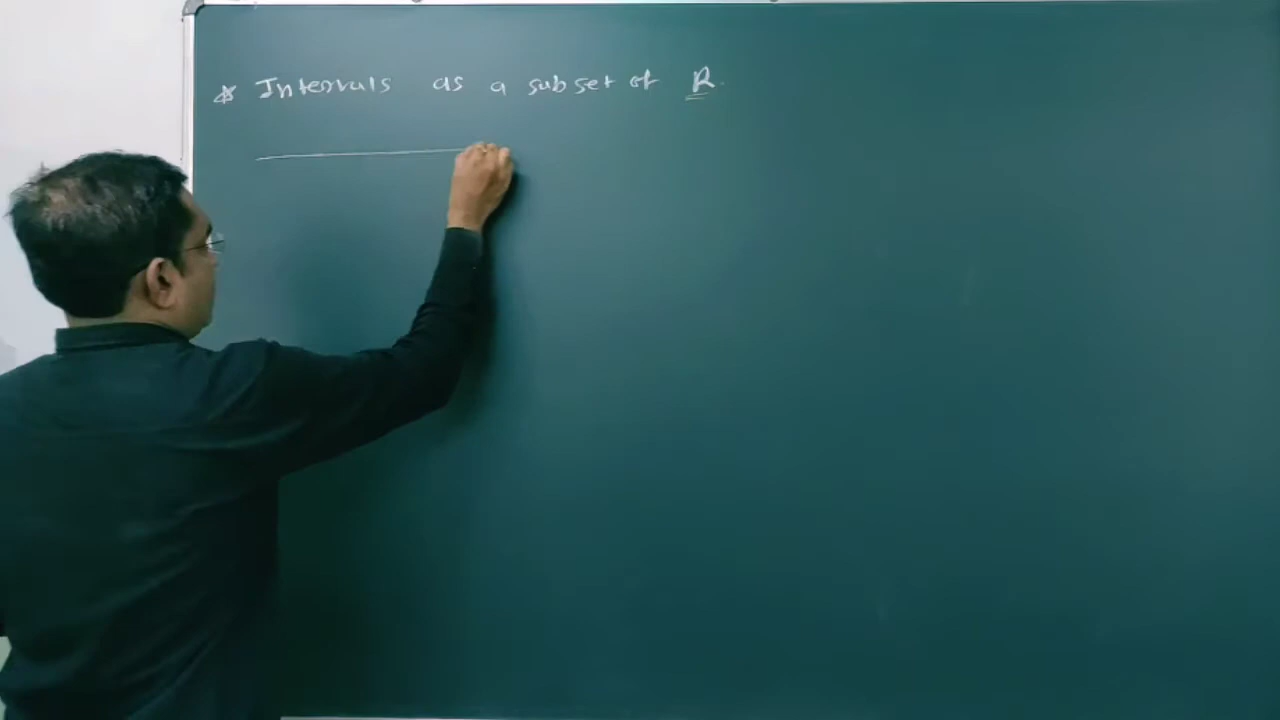 * Intervals as a subset of R.